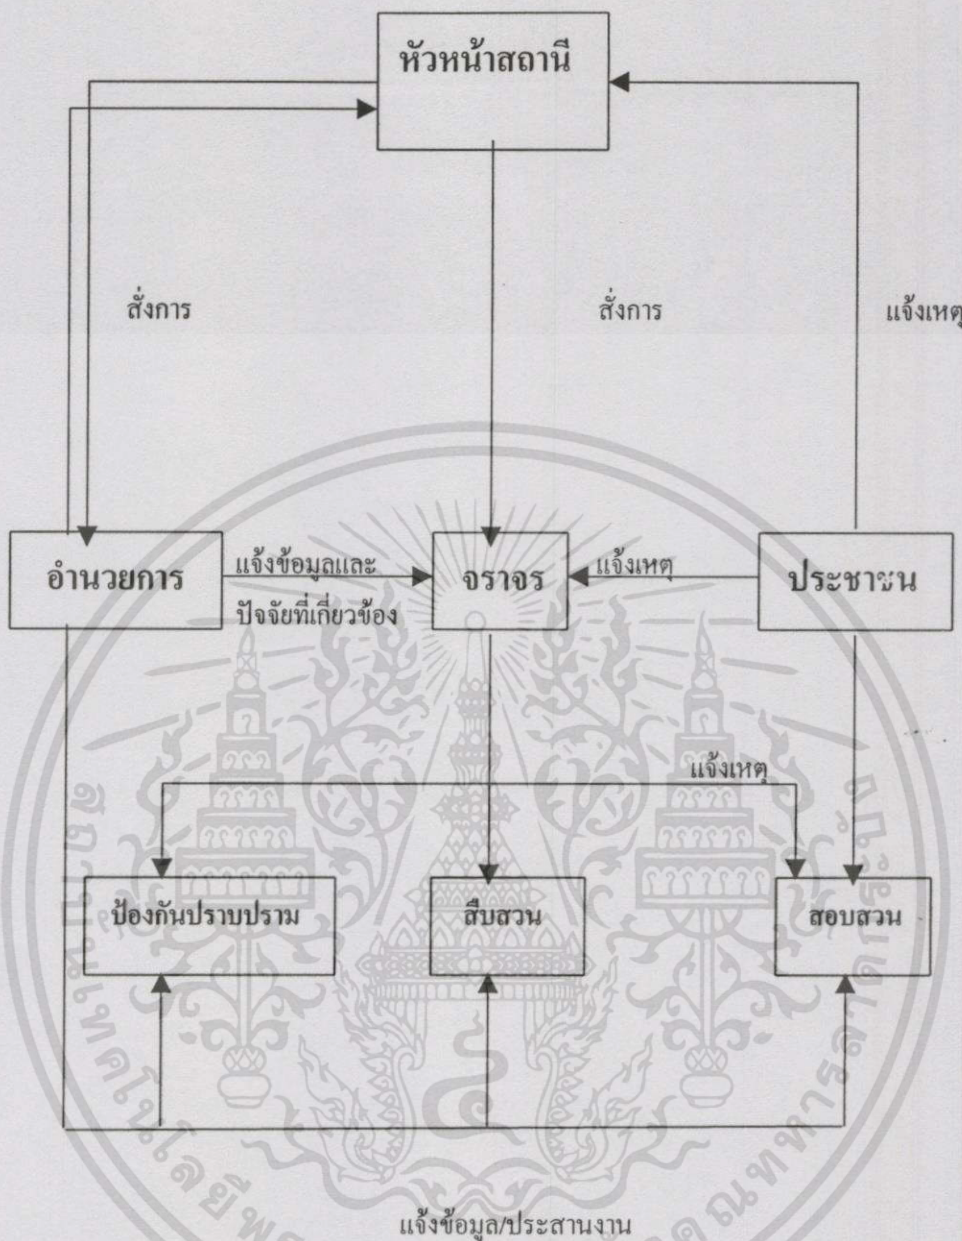 หัวหน้าสถานี
สั่งการ
สั่งการ
แจ้งเหตุ
อำนวยการ
แจ้งข้อมูลและ
ปัจจัยที่เกี่ยวข้อง
จราจร
แจ้งเหตุ
ประชาชน
แจ้งเหตุ
ป้องกันปราบปราม
สืบสวน
สอบสวน
แจ้งข้อมูล/ประสานงาน